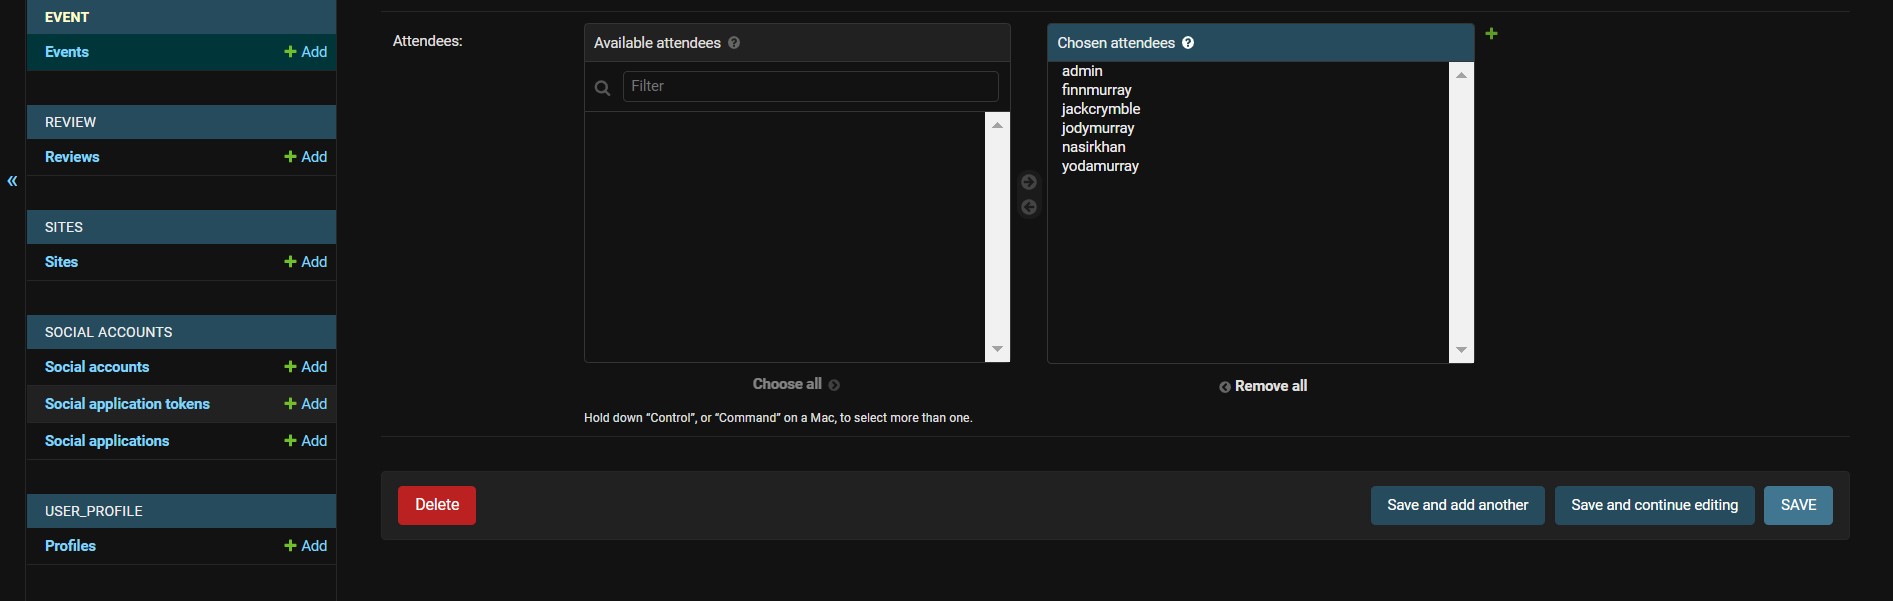 EVENT
Events
Add
REVIEW
Reviews
Add
«
SITES
Sites
Add
SOCIAL ACCOUNTS
Social accounts
Add
Social application tokens
Add
Social applications
Add
USER_PROFILE
Profiles
Add
Attendees:
Available attendees ?
Filter
Choose all
Chosen attendees ?
admin
finnmurray
jackcrymble
jodymurray
nasirkhan
yodamurray
Remove all
Hold down “Control”, or “Command” on a Mac, to select more than one.
Delete
Save and add another
Save and continue editing
SAVE